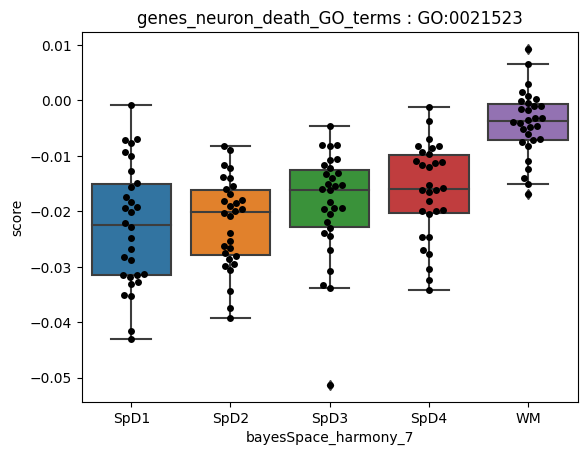 genes_neuron_death_GO_terms : GO:0021523
0.01
0.00
−0.01
−0.02
−0.03
−0.04
−0.05
score
SpD1 SpD2 SpD3 SpD4 WM
bayesSpace_harmony_7